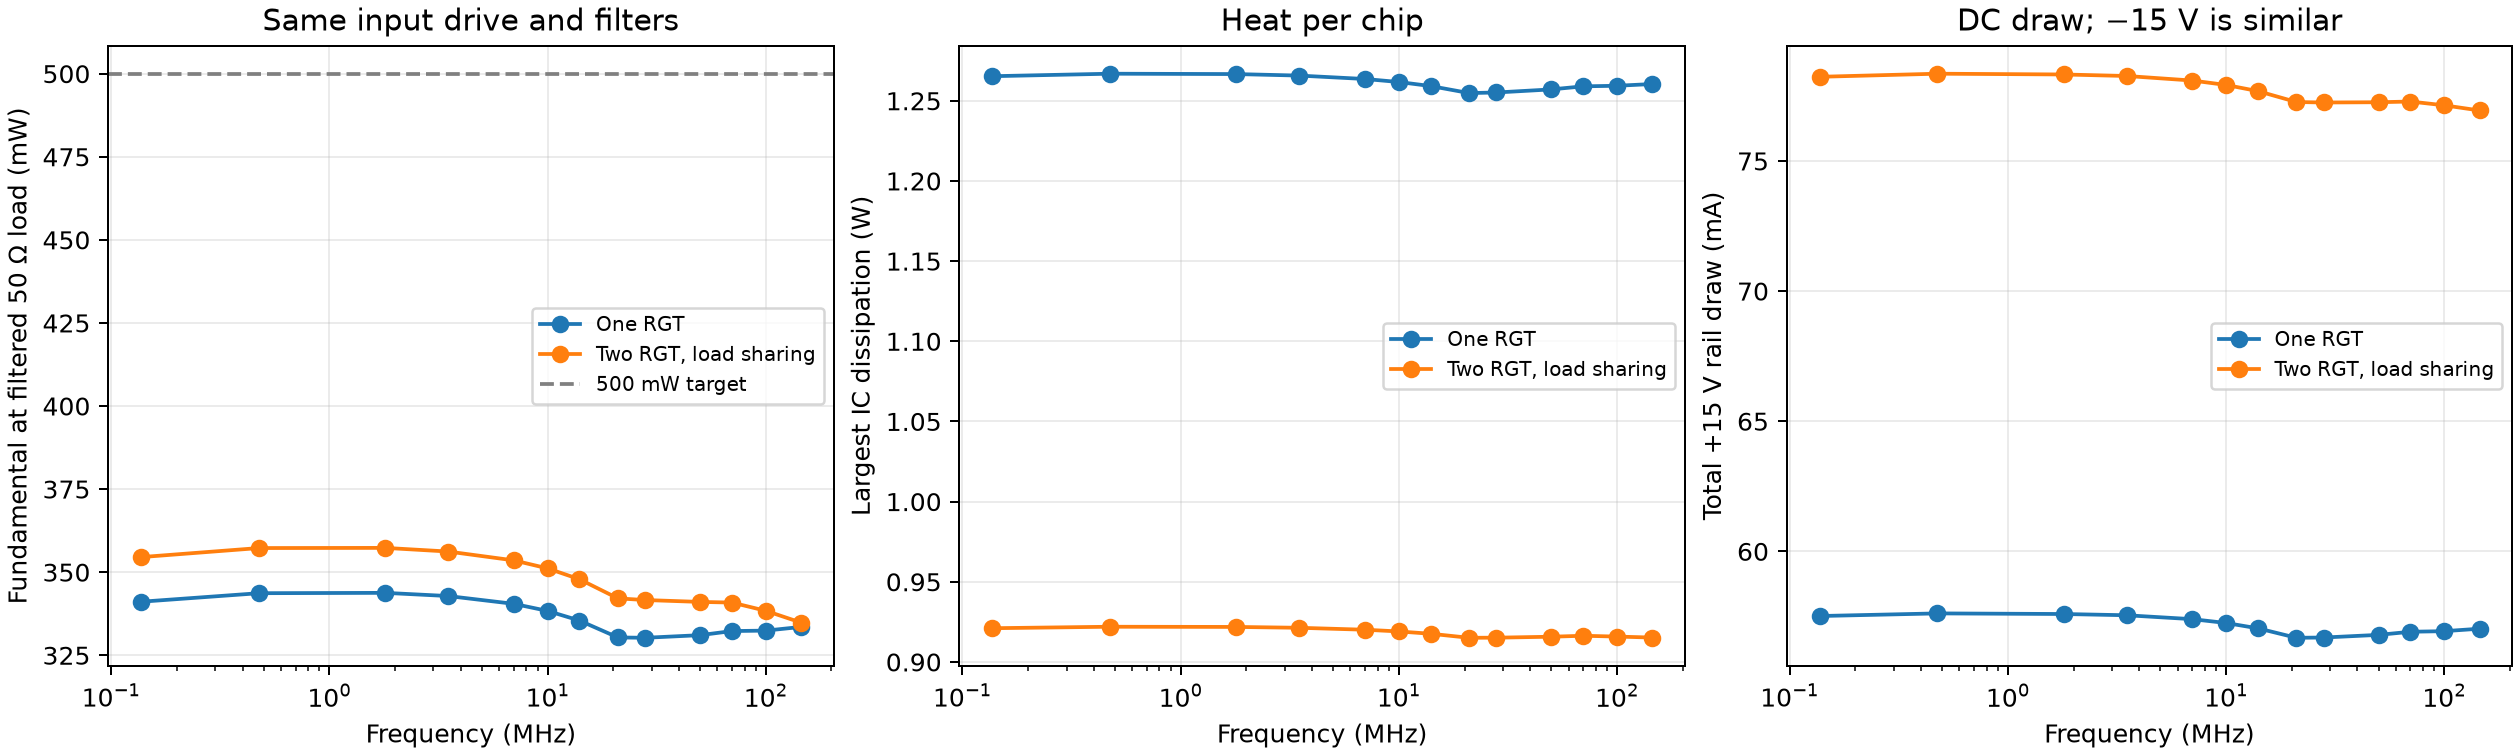 Same input drive and filters
Fundamental at filtered 50 Ω load (mW)
500
475
450
425
400
375
350
325
One RGT
Two RGT, load sharing
500 mW target
10⁻¹
10⁰
10¹
10²
Frequency (MHz)
Heat per chip
Largest IC dissipation (W)
1.25
1.20
1.15
1.10
1.05
1.00
0.95
0.90
One RGT
Two RGT, load sharing
10⁻¹
10⁰
10¹
10²
Frequency (MHz)
DC draw; −15 V is similar
Total +15 V rail draw (mA)
75
70
65
60
One RGT
Two RGT, load sharing
10⁻¹
10⁰
10¹
10²
Frequency (MHz)